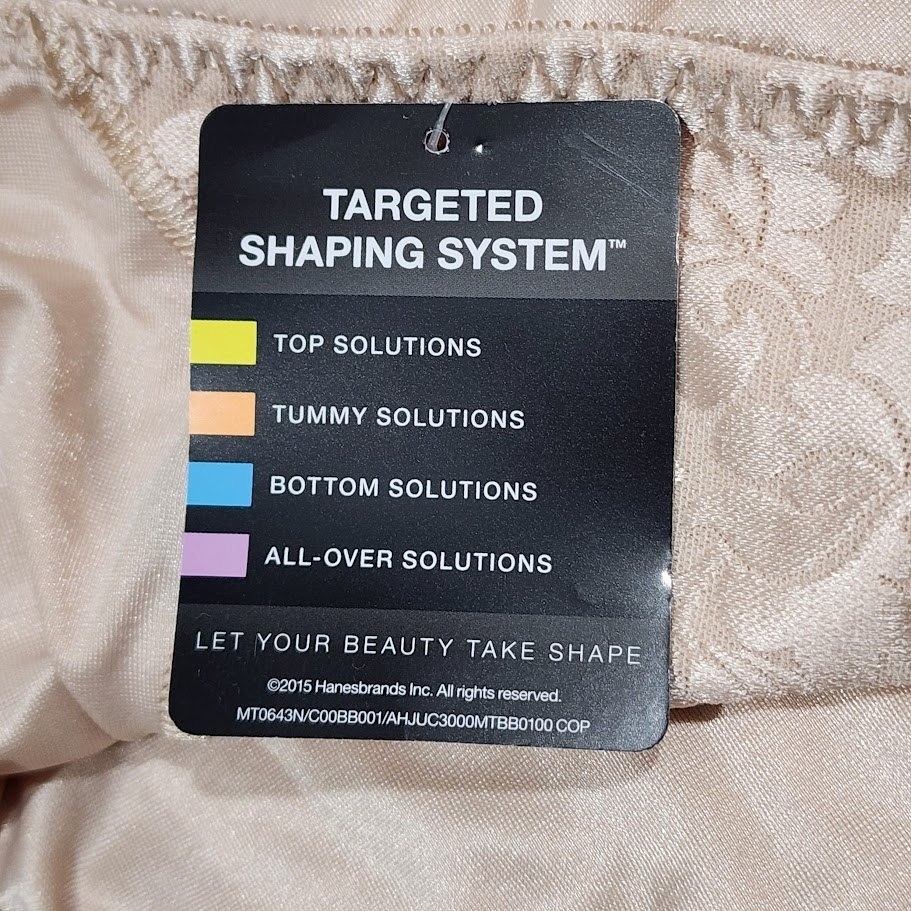 TARGETED
SHAPING SYSTEM™
TOP SOLUTIONS
TUMMY SOLUTIONS
BOTTOM SOLUTIONS
ALL-OVER SOLUTIONS
LET YOUR BEAUTY TAKE SHAPE
©2015 Hanesbrands Inc. All rights reserved.
MT0643N/C00BB001/AHJUC3000MTBB0100 COP